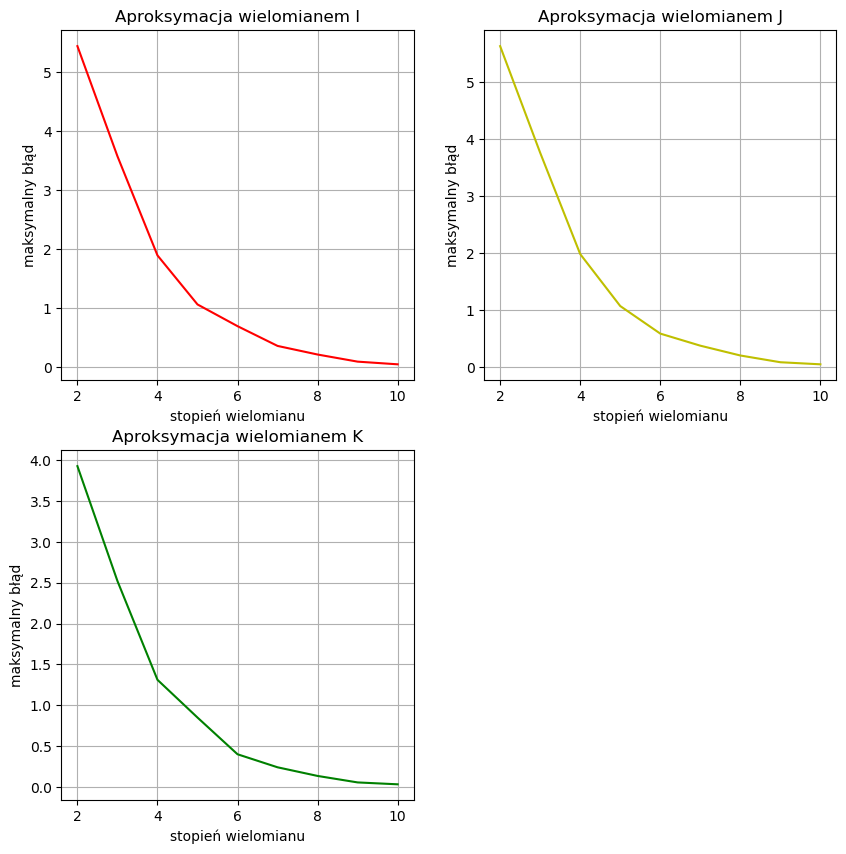 Aproksymacja wielomianem I
maksymalny błąd
5
4
3
2
1
0
2 4 6 8 10
stopień wielomianu
Aproksymacja wielomianem J
maksymalny błąd
5
4
3
2
1
0
2 4 6 8 10
stopień wielomianu
Aproksymacja wielomianem K
maksymalny błąd
4.0
3.5
3.0
2.5
2.0
1.5
1.0
0.5
0.0
2 4 6 8 10
stopień wielomianu